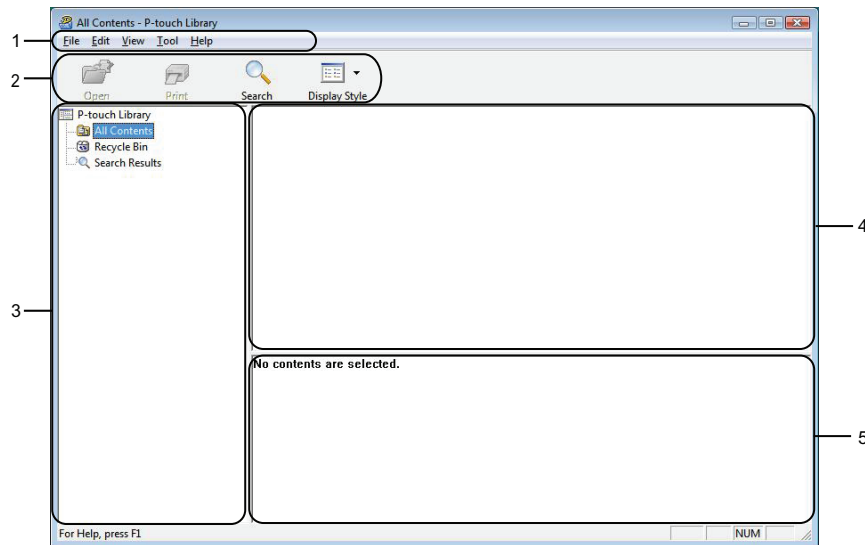 All Contents - P-touch Library
1
File Edit View Tool Help
2
Open Print Search Display Style
P-touch Library
All Contents
Recycle Bin
Search Results
3
4
No contents are selected.
5
For Help, press F1 NUM